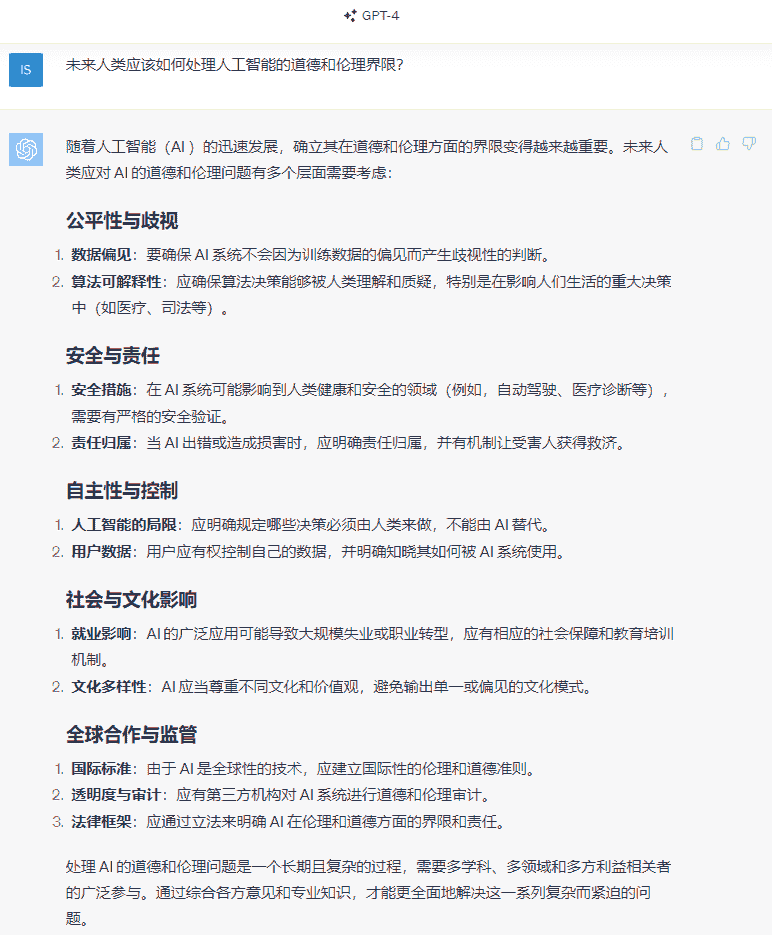 GPT-4
IS
未来人类应该如何处理人工智能的道德和伦理界限？
随着人工智能（AI ）的迅速发展，确立其在道德和伦理方面的界限变得越来越重要。未来人
类应对 AI 的道德和伦理问题有多个层面需要考虑：
公平性与歧视
1. 数据偏见：要确保 AI 系统不会因为训练数据的偏见而产生歧视性的判断。
2. 算法可解释性：应确保算法决策能够被人类理解和质疑，特别是在影响人们生活的重大决策
中（如医疗、司法等）。
安全与责任
1. 安全措施：在 AI 系统可能影响到人类健康和安全的领域（例如，自动驾驶、医疗诊断等），
需要有严格的安全验证。
2. 责任归属：当 AI 出错或造成损害时，应明确责任归属，并有机制让受害人获得救济。
自主性与控制
1. 人工智能的局限：应明确规定哪些决策必须由人类来做，不能由 AI 替代。
2. 用户数据：用户应有权控制自己的数据，并明确知晓其如何被 AI 系统使用。
社会与文化影响
1. 就业影响：AI的广泛应用可能导致大规模失业或职业转型，应有相应的社会保障和教育培训
机制。
2. 文化多样性：AI 应当尊重不同文化和价值观，避免输出单一或偏见的文化模式。
全球合作与监管
1. 国际标准：由于 AI 是全球性的技术，应建立国际性的伦理和道德准则。
2. 透明度与审计：应有第三方机构对 AI 系统进行道德和伦理审计。
3. 法律框架：应通过立法来明确 AI 在伦理和道德方面的界限和责任。
处理 AI 的道德和伦理问题是一个长期且复杂的过程，需要多学科、多领域和多方利益相关者
的广泛参与。通过综合各方意见和专业知识，才能更全面地解决这一系列复杂而紧迫的问
题。